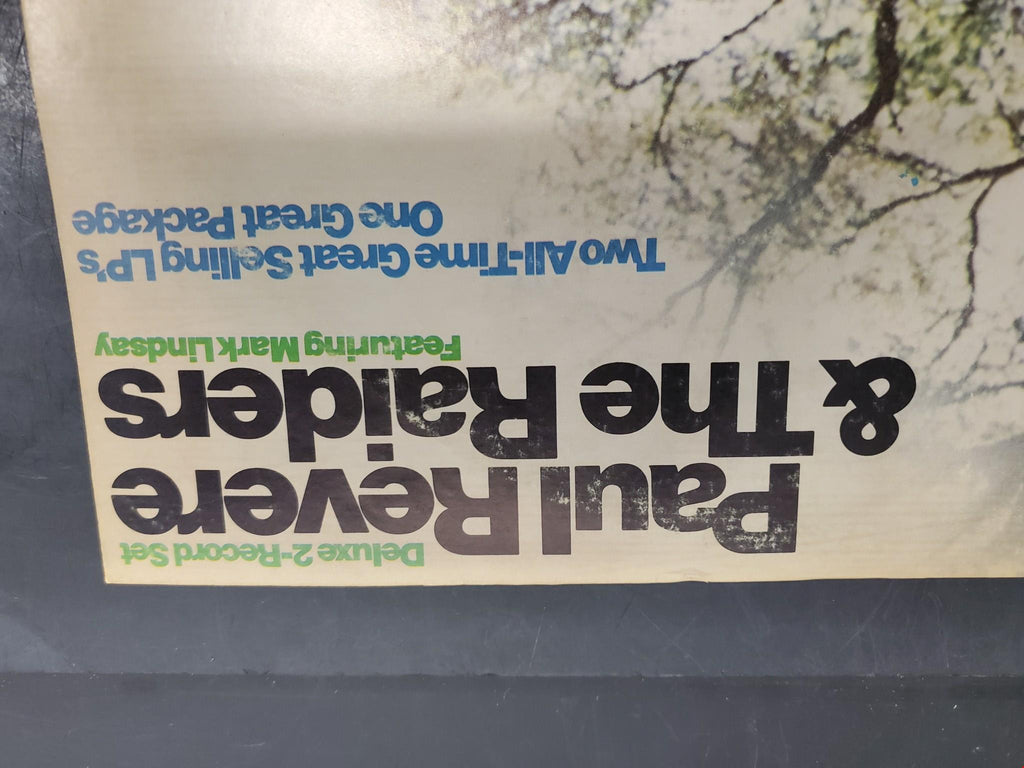 Deluxe 2-Record Set
Paul Revere
& The Raiders
Featuring Mark Lindsay
Two All-Time Great Selling LP's
One Great Package